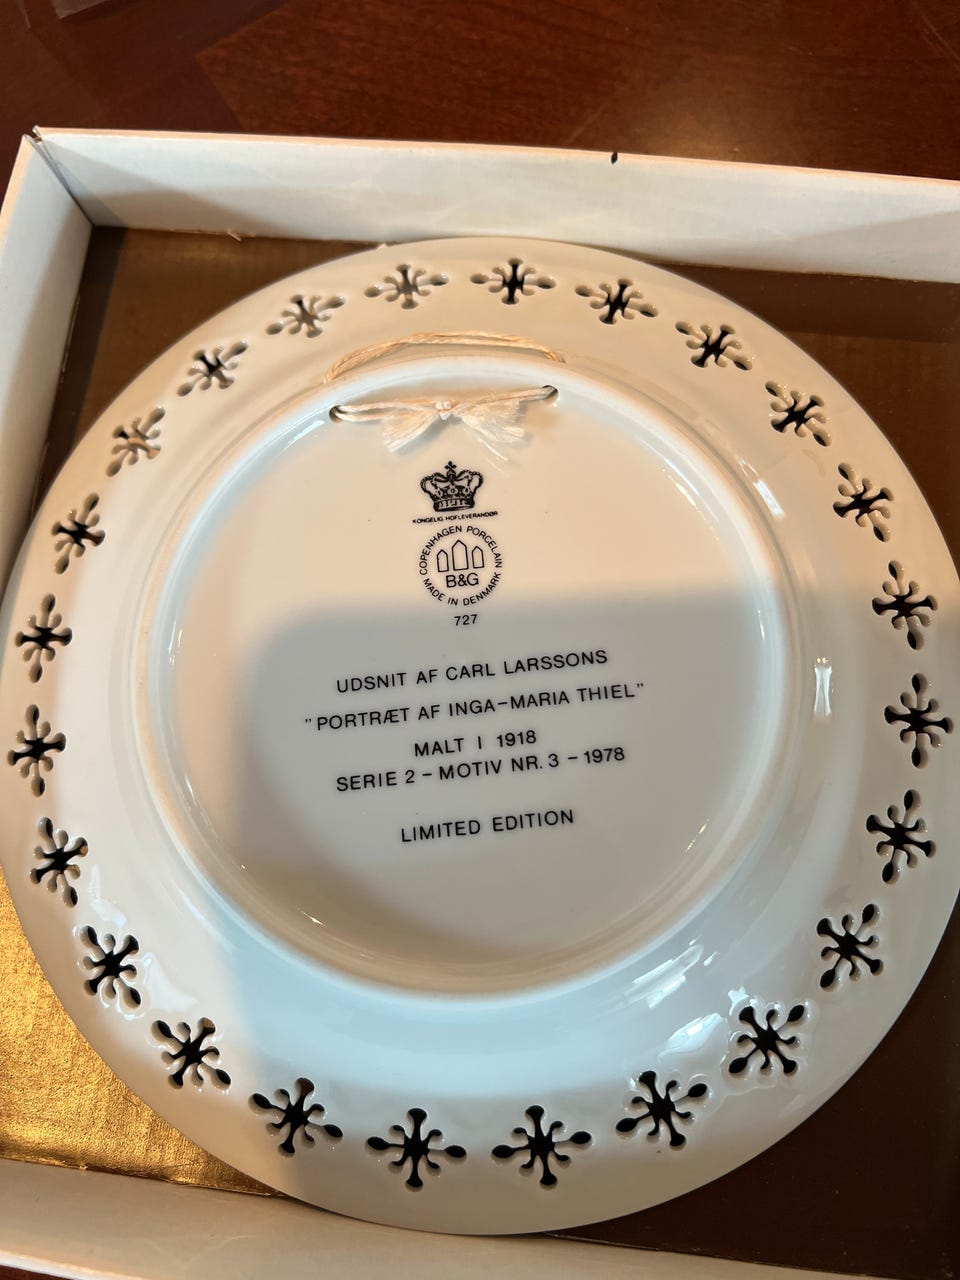 KONGELIG HOFLEVERANDØR
COPENHAGEN PORCELAIN
B&G
MADE IN DENMARK
727
UDSNIT AF CARL LARSSONS
"PORTRÆT AF INGA-MARIA THIEL"
MALT I 1918
SERIE 2 - MOTIV NR. 3 - 1978
LIMITED EDITION